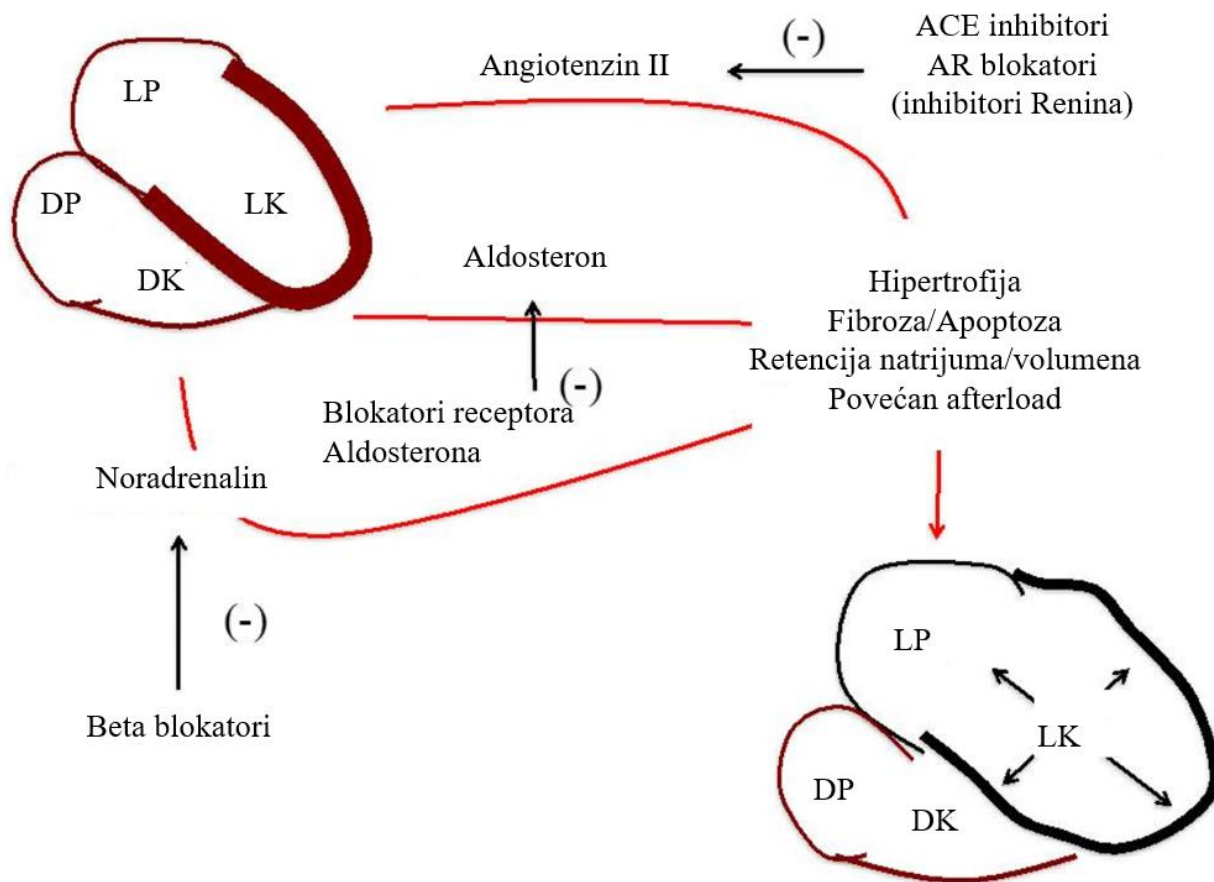 LP
LK
DP
DK
Angiotenzin II
(-)
ACE inhibitori
AR blokatori
(inhibitori Renina)
Aldosteron
(-)
Blokatori receptora
Aldosterona
Hipertrofija
Fibroza/Apoptoza
Retencija natrijuma/volumena
Povećan afterload
Noradrenalin
(-)
Beta blokatori
LP
LK
DP
DK